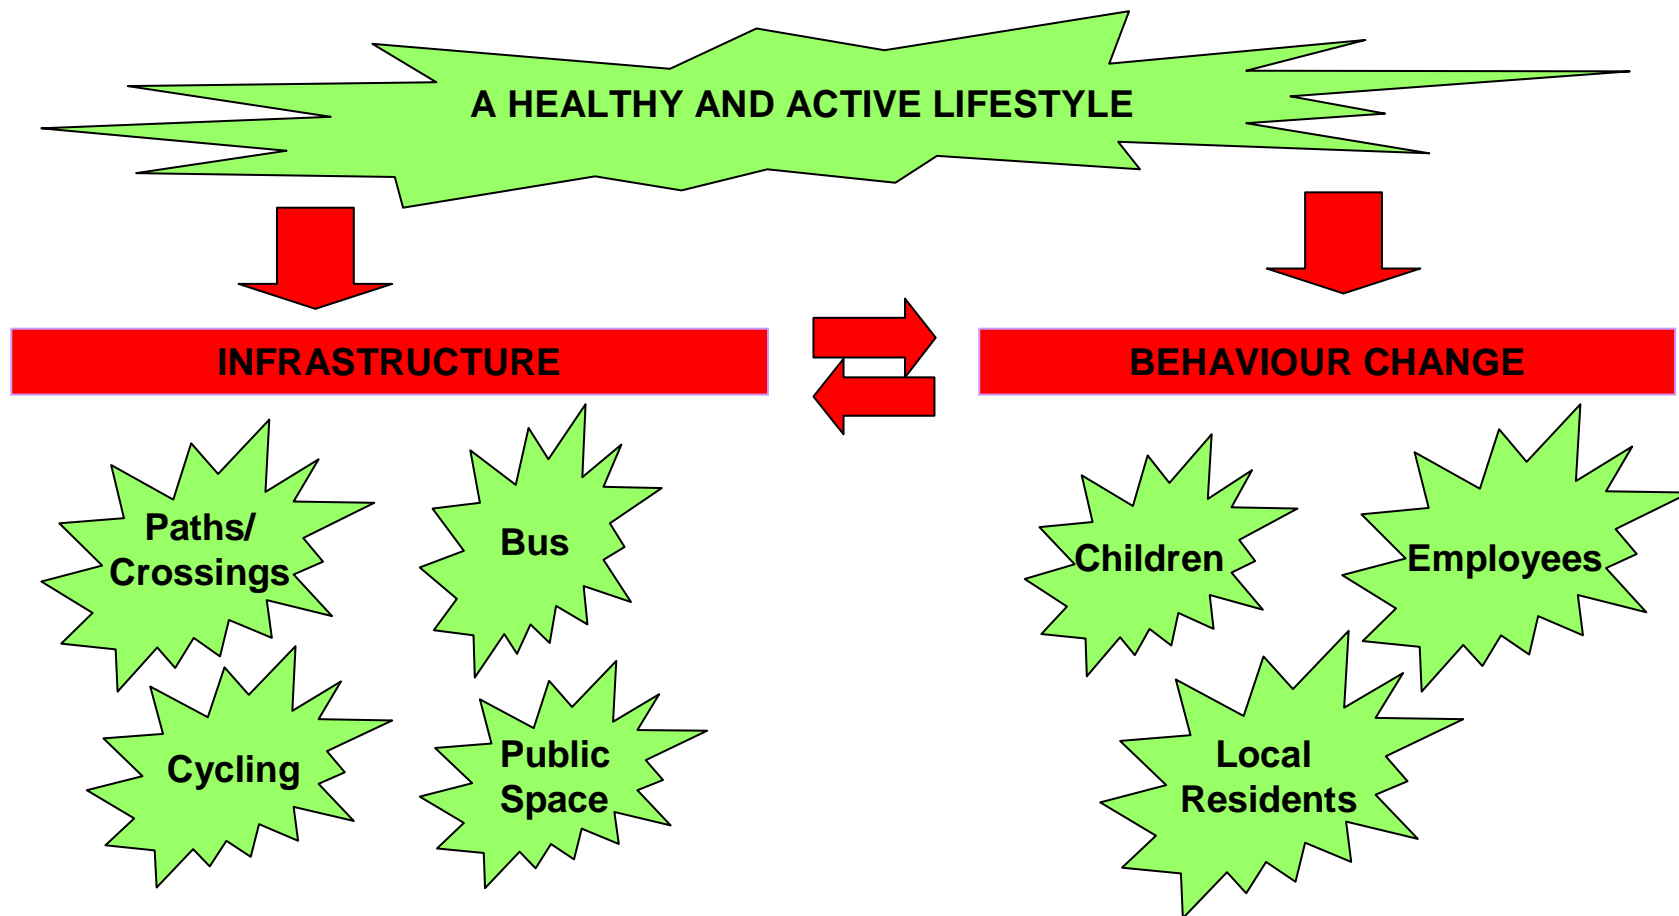 A HEALTHY AND ACTIVE LIFESTYLE
INFRASTRUCTURE
BEHAVIOUR CHANGE
Paths/
Crossings
Bus
Children
Employees
Cycling
Public
Space
Local
Residents